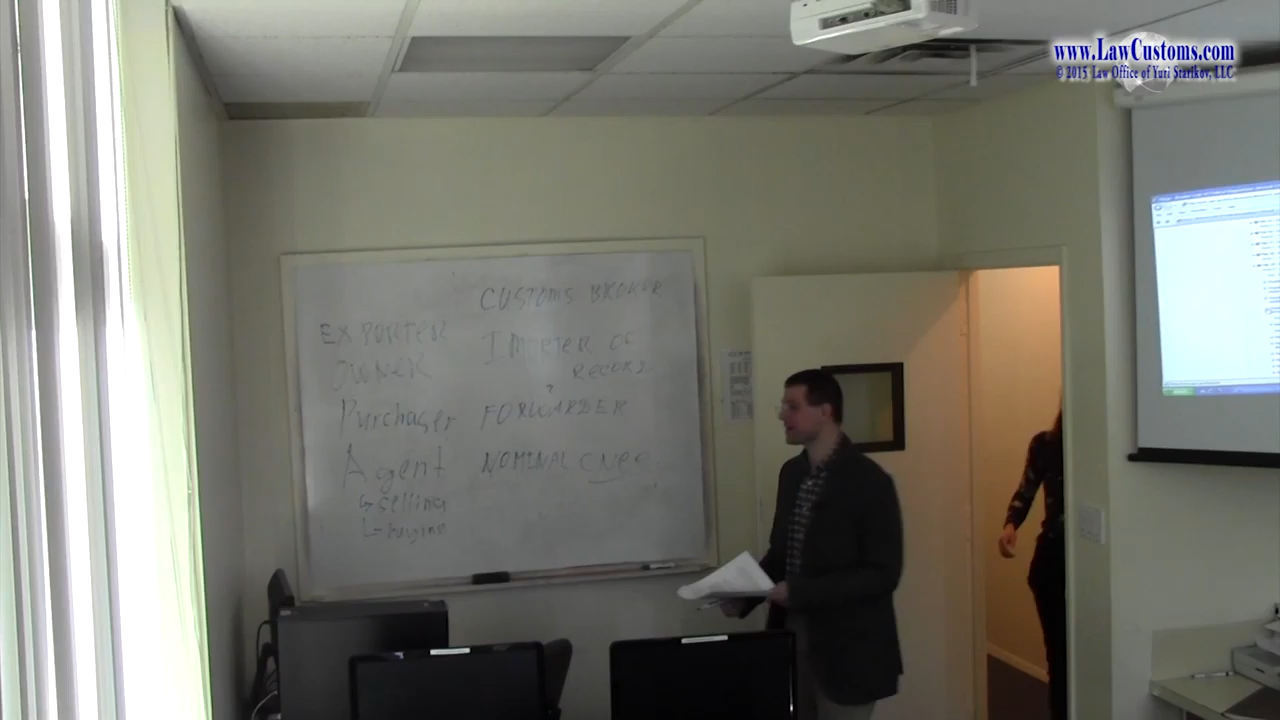 www.LawCustoms.com
© 2015 Law Office of Yuri Starikov, LLC
CUSTOMS BROKER
EXPORTER
OWNER
Purchaser
Agent
↳ selling
↳ buying
IMPORTER OF
RECORD
FORWARDER
NOMINAL CNEE